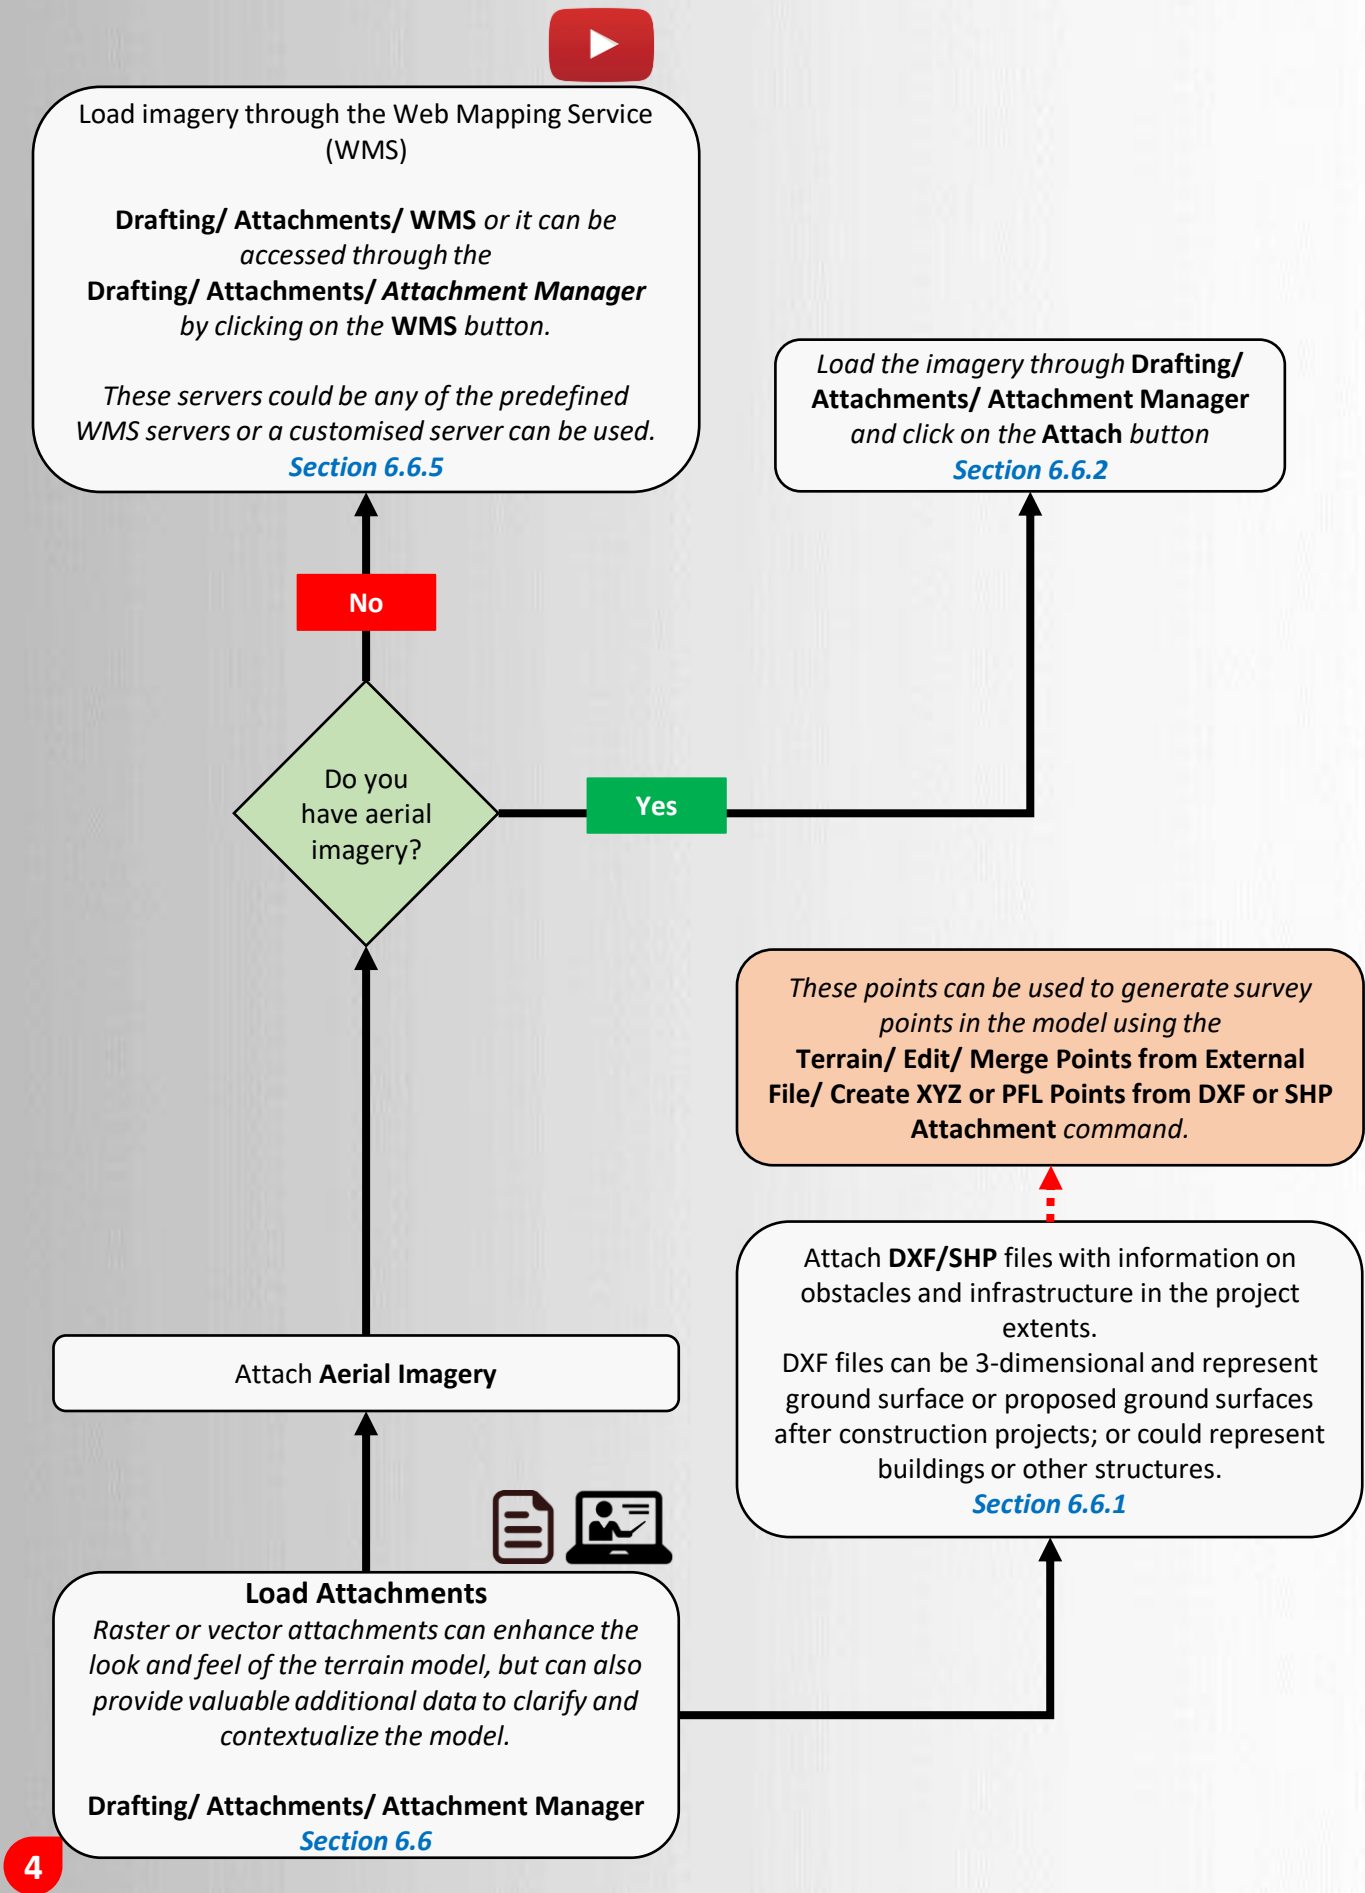 Load imagery through the Web Mapping Service
(WMS)
Drafting/ Attachments/ WMS or it can be
accessed through the
Drafting/ Attachments/ Attachment Manager
by clicking on the WMS button.
These servers could be any of the predefined
WMS servers or a customised server can be used.
Section 6.6.5
Load the imagery through Drafting/
Attachments/ Attachment Manager
and click on the Attach button
Section 6.6.2
No
Do you
have aerial
imagery?
Yes
These points can be used to generate survey
points in the model using the
Terrain/ Edit/ Merge Points from External
File/ Create XYZ or PFL Points from DXF or SHP
Attachment command.
Attach DXF/SHP files with information on
obstacles and infrastructure in the project
extents.
DXF files can be 3-dimensional and represent
ground surface or proposed ground surfaces
after construction projects; or could represent
buildings or other structures.
Section 6.6.1
Attach Aerial Imagery
Load Attachments
Raster or vector attachments can enhance the
look and feel of the terrain model, but can also
provide valuable additional data to clarify and
contextualize the model.
Drafting/ Attachments/ Attachment Manager
Section 6.6
4